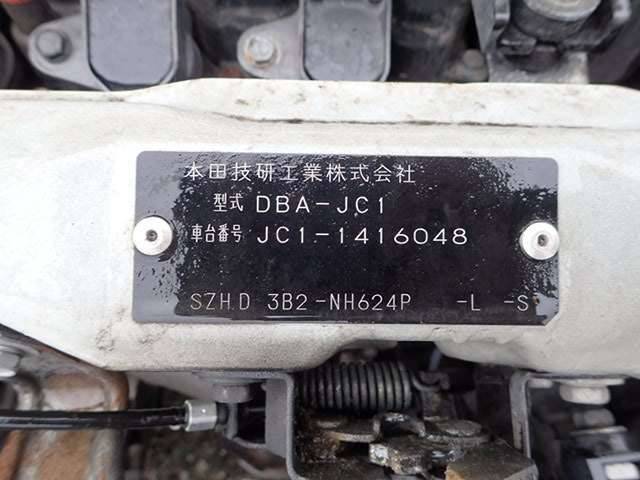 本田技研工業株式会社
型式 DBA-JC1
車台番号 JC1-1416048
SZH.D 3B2-NH624P -L -S